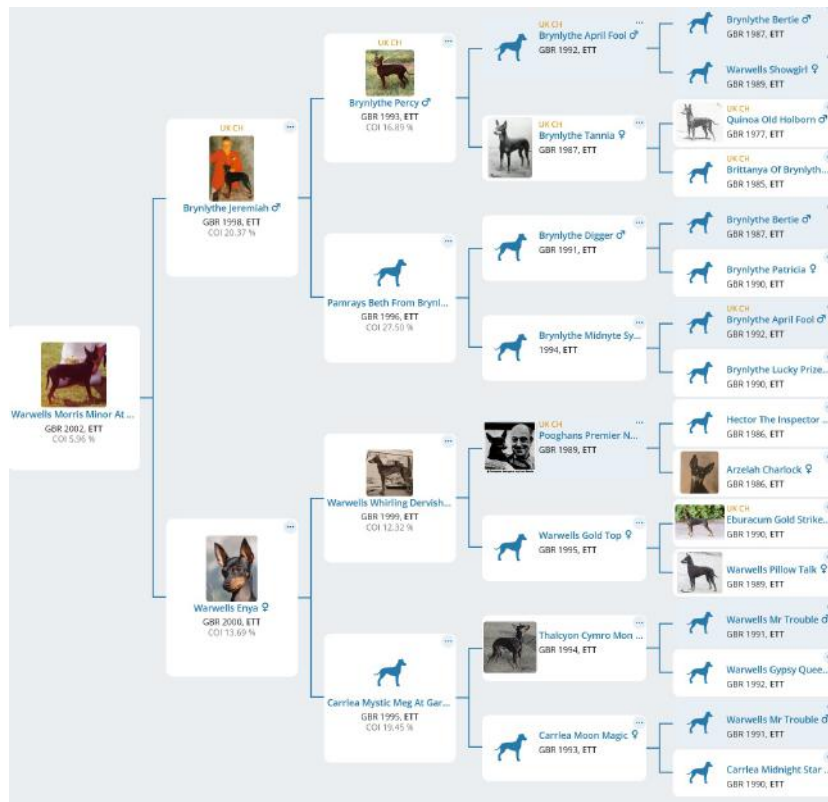 Warwells Morris Minor At ...
GBR 2002, ETT
COI 5.96 %
UK CH
Brynlythe Jeremiah ♂
GBR 1998, ETT
COI 20.37 %
Warwells Enya ♀
GBR 2000, ETT
COI 13.69 %
UK CH
Brynlythe Percy ♂
GBR 1993, ETT
COI 16.89 %
Pamrays Beth From Brynl...
GBR 1996, ETT
COI 27.50 %
Warwells Whirling Dervish...
GBR 1999, ETT
COI 12.32 %
Carrlea Mystic Meg At Gar...
GBR 1995, ETT
COI 19.45 %
UK CH
Brynlythe April Fool ♂
GBR 1992, ETT
UK CH
Brynlythe Tannia ♀
GBR 1987, ETT
Brynlythe Digger ♂
GBR 1991, ETT
Brynlythe Midnyte Sy...
1994, ETT
UK CH
Pooghans Premier N...
GBR 1989, ETT
Warwells Gold Top ♀
GBR 1995, ETT
Thalcyon Cymro Mon ...
GBR 1994, ETT
Carrlea Moon Magic ♀
GBR 1993, ETT
Brynlythe Bertie ♂
GBR 1987, ETT
Warwells Showgirl ♀
GBR 1989, ETT
UK CH
Quinoa Old Holborn ♂
GBR 1977, ETT
UK CH
Brittanya Of Brynlyth...
GBR 1985, ETT
Brynlythe Bertie ♂
GBR 1987, ETT
Brynlythe Patricia ♀
GBR 1990, ETT
UK CH
Brynlythe April Fool ♂
GBR 1992, ETT
Brynlythe Lucky Prize...
GBR 1990, ETT
Hector The Inspector ...
GBR 1986, ETT
Arzelah Charlock ♀
GBR 1986, ETT
UK CH
Eburacum Gold Strike...
GBR 1990, ETT
Warwells Pillow Talk ♀
GBR 1989, ETT
Warwells Mr Trouble ♂
GBR 1991, ETT
Warwells Gypsy Quee...
GBR 1992, ETT
Warwells Mr Trouble ♂
GBR 1991, ETT
Carrlea Midnight Star ...
GBR 1990, ETT